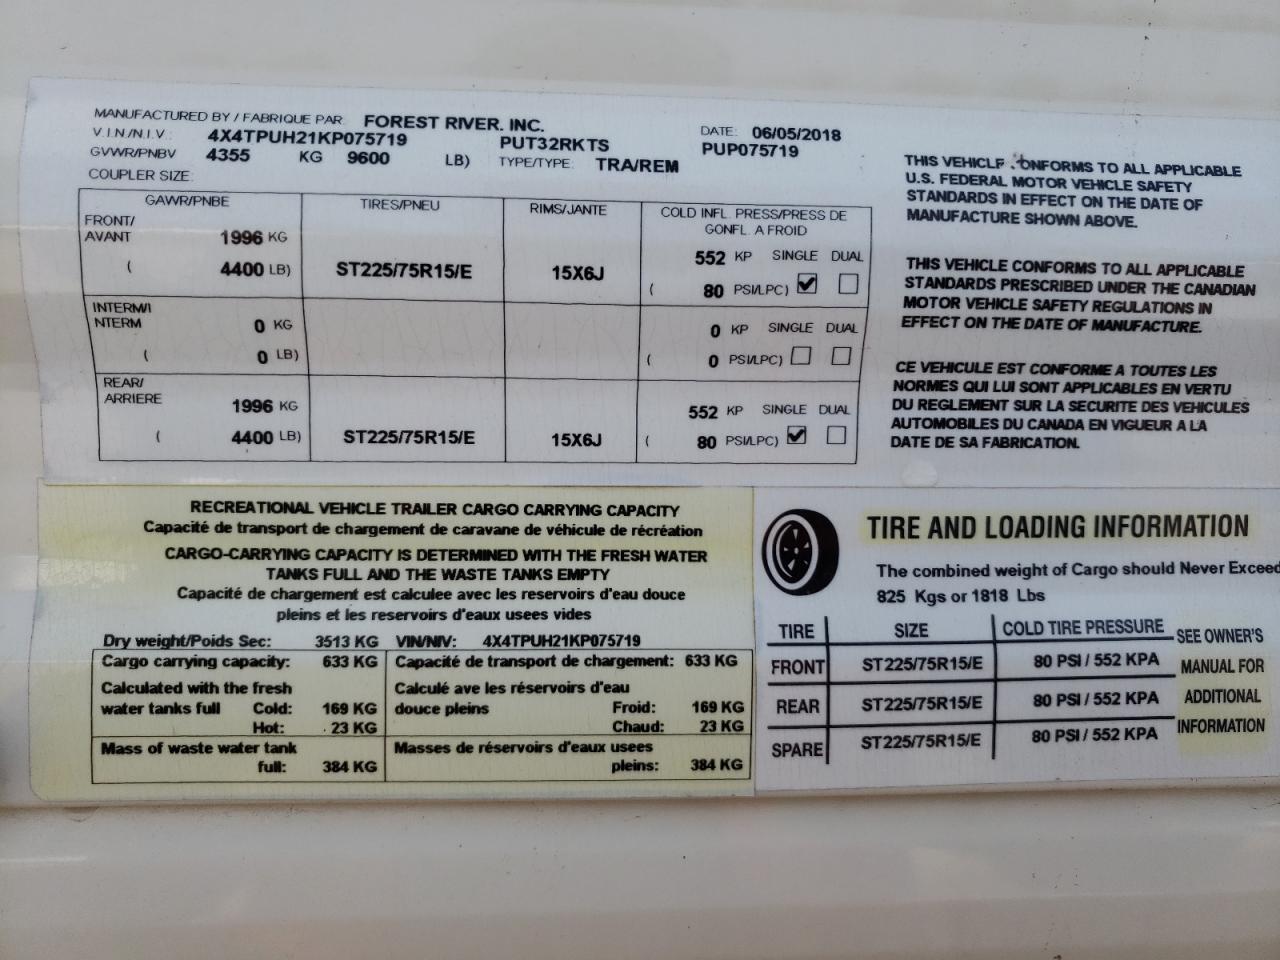 MANUFACTURED BY / FABRIQUE PAR: FOREST RIVER, INC.
V.I.N./N.I.V.: 4X4TPUH21KP075719 PUT32RKTS DATE: 06/05/2018
GVWR/PNBV 4355 KG 9600 LB) TYPE/TYPE: TRA/REM PUP075719
COUPLER SIZE:
GAWR/PNBE TIRES/PNEU RIMS/JANTE COLD INFL. PRESS/PRESS DE
GONFL. A FROID
FRONT/
AVANT 1996 KG 552 KP SINGLE DUAL
( 4400 LB) ST225/75R15/E 15X6J ( 80 PSI/LPC)
INTERM/I
NTERM 0 KG 0 KP SINGLE DUAL
( 0 LB) ( 0 PSI/LPC)
REAR/
ARRIERE 1996 KG 552 KP SINGLE DUAL
( 4400 LB) ST225/75R15/E 15X6J ( 80 PSI/LPC)
THIS VEHICLE CONFORMS TO ALL APPLICABLE
U.S. FEDERAL MOTOR VEHICLE SAFETY
STANDARDS IN EFFECT ON THE DATE OF
MANUFACTURE SHOWN ABOVE.
THIS VEHICLE CONFORMS TO ALL APPLICABLE
STANDARDS PRESCRIBED UNDER THE CANADIAN
MOTOR VEHICLE SAFETY REGULATIONS IN
EFFECT ON THE DATE OF MANUFACTURE.
CE VEHICULE EST CONFORME A TOUTES LES
NORMES QUI LUI SONT APPLICABLES EN VERTU
DU REGLEMENT SUR LA SECURITE DES VEHICULES
AUTOMOBILES DU CANADA EN VIGUEUR A LA
DATE DE SA FABRICATION.
RECREATIONAL VEHICLE TRAILER CARGO CARRYING CAPACITY
Capacité de transport de chargement de caravane de véhicule de récréation
CARGO-CARRYING CAPACITY IS DETERMINED WITH THE FRESH WATER
TANKS FULL AND THE WASTE TANKS EMPTY
Capacité de chargement est calculee avec les reservoirs d'eau douce
pleins et les reservoirs d'eaux usees vides
Dry weight/Poids Sec: 3513 KG VIN/NIV: 4X4TPUH21KP075719
Cargo carrying capacity: 633 KG Capacité de transport de chargement: 633 KG
Calculated with the fresh Calculé ave les réservoirs d'eau
water tanks full Cold: 169 KG douce pleins Froid: 169 KG
Hot: 23 KG Chaud: 23 KG
Mass of waste water tank Masses de réservoirs d'eaux usees
full: 384 KG pleins: 384 KG
TIRE AND LOADING INFORMATION
The combined weight of Cargo should Never Exceed
825 Kgs or 1818 Lbs
TIRE SIZE COLD TIRE PRESSURE SEE OWNER'S
FRONT ST225/75R15/E 80 PSI / 552 KPA MANUAL FOR
REAR ST225/75R15/E 80 PSI / 552 KPA ADDITIONAL
SPARE ST225/75R15/E 80 PSI / 552 KPA INFORMATION